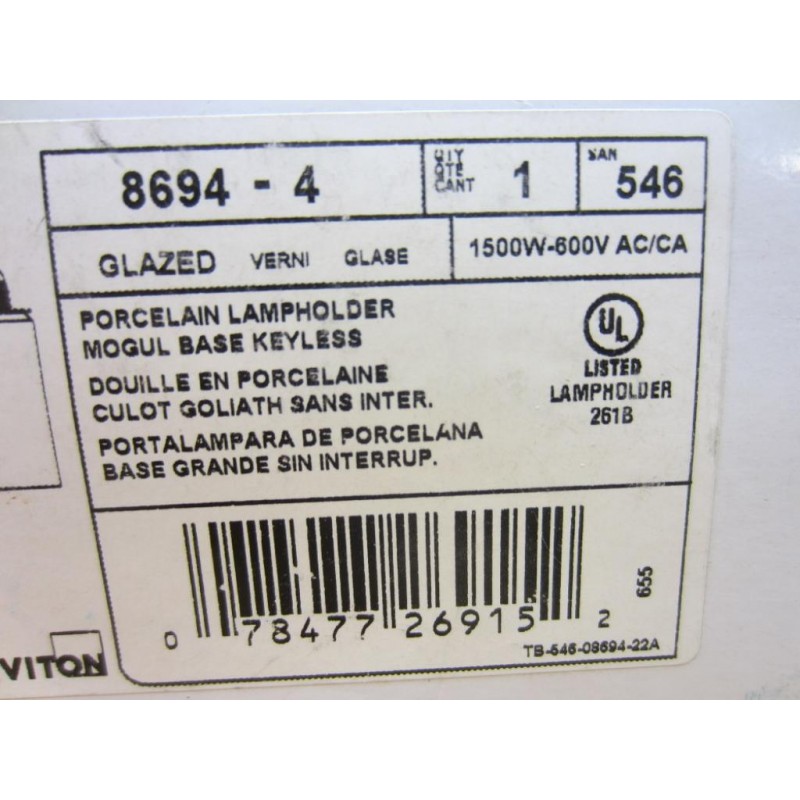 8694 - 4
QTY
QTE
CANT
1
SAN
546
GLAZED VERNI GLASE
1500W-600V AC/CA
PORCELAIN LAMPHOLDER
MOGUL BASE KEYLESS
DOUILLE EN PORCELAINE
CULOT GOLIATH SANS INTER.
PORTALAMPARA DE PORCELANA
BASE GRANDE SIN INTERRUP.
UL
LISTED
LAMPHOLDER
261B
0 78477 26915 2
655
TB-546-08694-22A
VITON